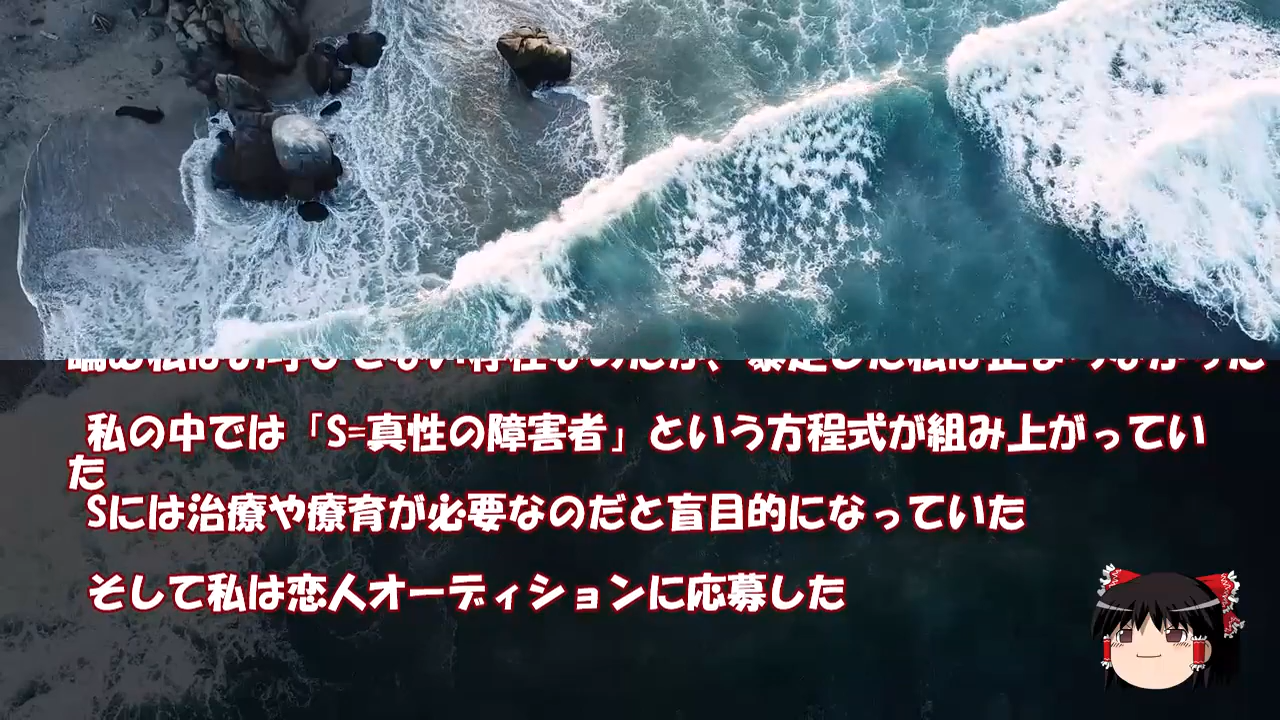 私の中では「S=真性の障害者」という方程式が組み上がってい
た
Sには治療や療育が必要なのだと盲目的になっていた
そして私は恋人オーディションに応募した